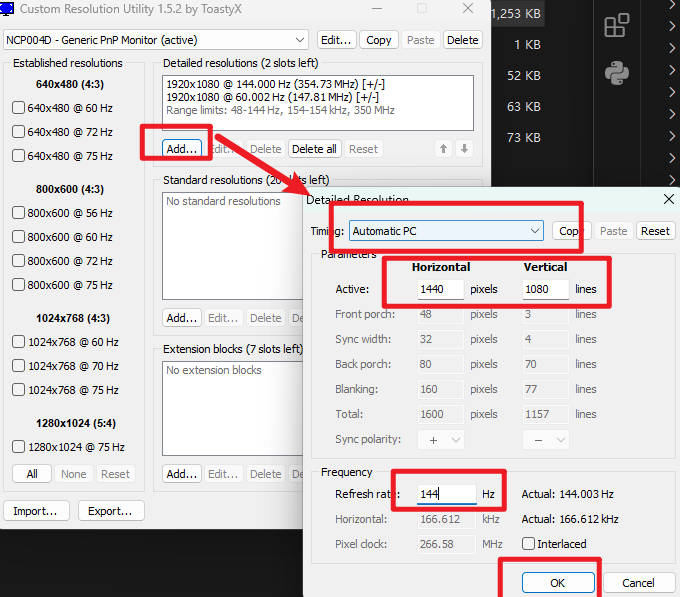 Custom Resolution Utility 1.5.2 by ToastyX
NCP004D - Generic PnP Monitor (active)
Edit...
Copy
Paste
Delete
Established resolutions
640x480 (4:3)
640x480 @ 60 Hz
640x480 @ 72 Hz
640x480 @ 75 Hz
800x600 (4:3)
800x600 @ 56 Hz
800x600 @ 60 Hz
800x600 @ 72 Hz
800x600 @ 75 Hz
1024x768 (4:3)
1024x768 @ 60 Hz
1024x768 @ 70 Hz
1024x768 @ 75 Hz
1280x1024 (5:4)
1280x1024 @ 75 Hz
All
None
Reset
Import...
Export...
Detailed resolutions (2 slots left)
1920x1080 @ 144.000 Hz (354.73 MHz) [+/-]
1920x1080 @ 60.002 Hz (147.81 MHz) [+/-]
Range limits: 48-144 Hz, 154-154 kHz, 350 MHz
Add...
Delete
Delete all
Reset
Standard resolutions (20 slots left)
No standard resolutions
Add...
Edit...
Delete
Extension blocks (7 slots left)
No extension blocks
Add...
Edit...
Delete
1,253 KB
1 KB
52 KB
63 KB
73 KB
Detailed Resolution
Timing:
Automatic PC
Copy
Paste
Reset
Parameters
Horizontal
Vertical
Active:
1440
pixels
1080
lines
Front porch:
48
pixels
3
lines
Sync width:
32
pixels
4
lines
Back porch:
80
pixels
70
lines
Blanking:
160
pixels
77
lines
Total:
1600
pixels
1157
lines
Sync polarity:
+
−
Frequency
Refresh rate:
144
Hz
Actual: 144.003 Hz
Horizontal:
166.612
kHz
Actual: 166.612 kHz
Pixel clock:
266.58
MHz
Interlaced
OK
Cancel